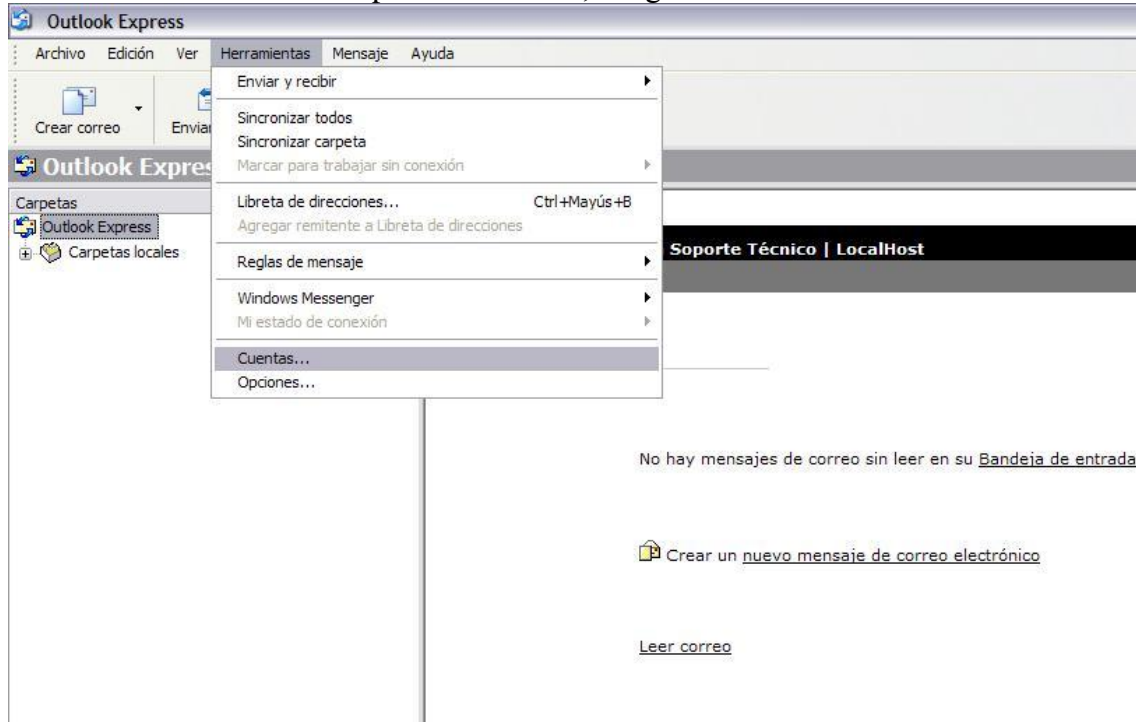 Outlook Express
Archivo Edición Ver Herramientas Mensaje Ayuda
Crear correo
Enviar y recibir
Sincronizar todos
Sincronizar carpeta
Marcar para trabajar sin conexión
Libreta de direcciones... Ctrl+Mayús+B
Agregar remitente a Libreta de direcciones
Reglas de mensaje
Windows Messenger
Mi estado de conexión
Cuentas...
Opciones...
Outlook Expres
Carpetas
Outlook Express
Carpetas locales
Soporte Técnico | LocalHost
No hay mensajes de correo sin leer en su Bandeja de entrada
Crear un nuevo mensaje de correo electrónico
Leer correo